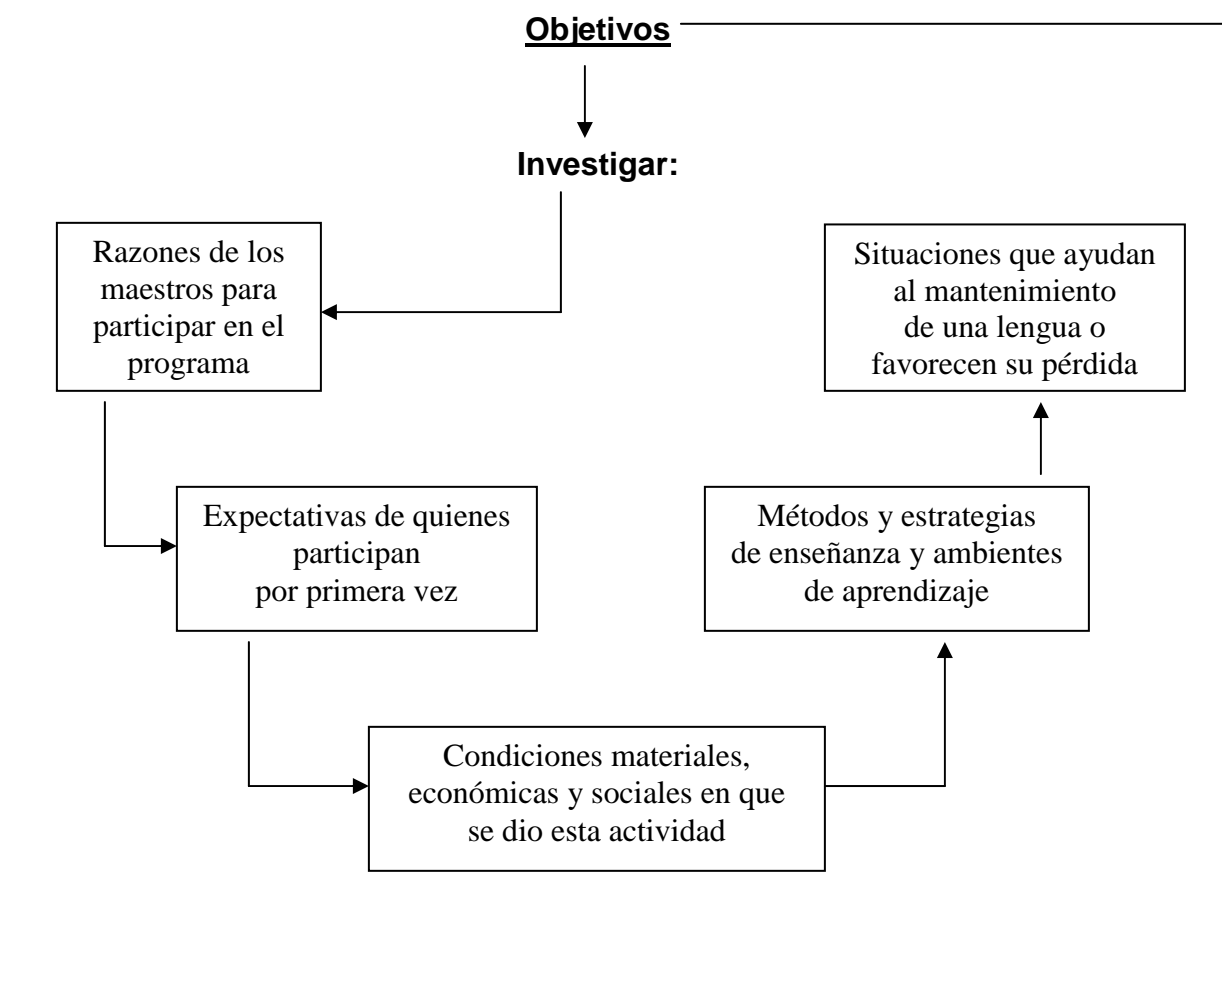 Objetivos
Investigar:
Razones de los
maestros para
participar en el
programa
Expectativas de quienes
participan
por primera vez
Condiciones materiales,
económicas y sociales en que
se dio esta actividad
Métodos y estrategias
de enseñanza y ambientes
de aprendizaje
Situaciones que ayudan
al mantenimiento
de una lengua o
favorecen su pérdida